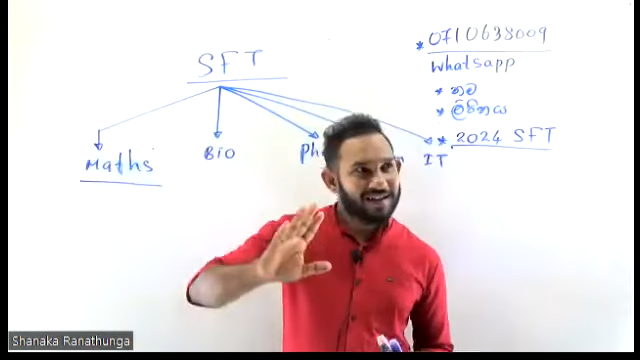 SFT
* 0710638009
Whatsapp
* නම
* ලිපිනය
* 2024 SFT
Maths
Bio
IT
Shanaka Ranathunga